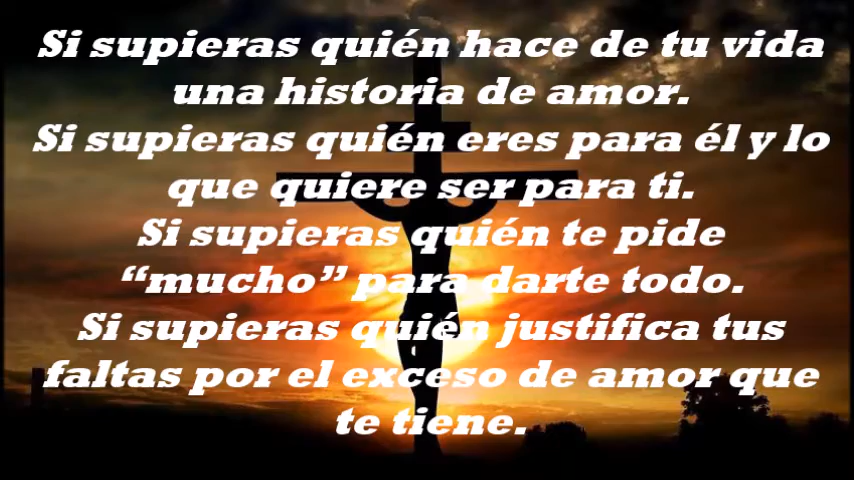 Si supieras quién hace de tu vida
una historia de amor.
Si supieras quién eres para él y lo
que quiere ser para ti.
Si supieras quién te pide
“mucho” para darte todo.
Si supieras quién justifica tus
faltas por el exceso de amor que
te tiene.